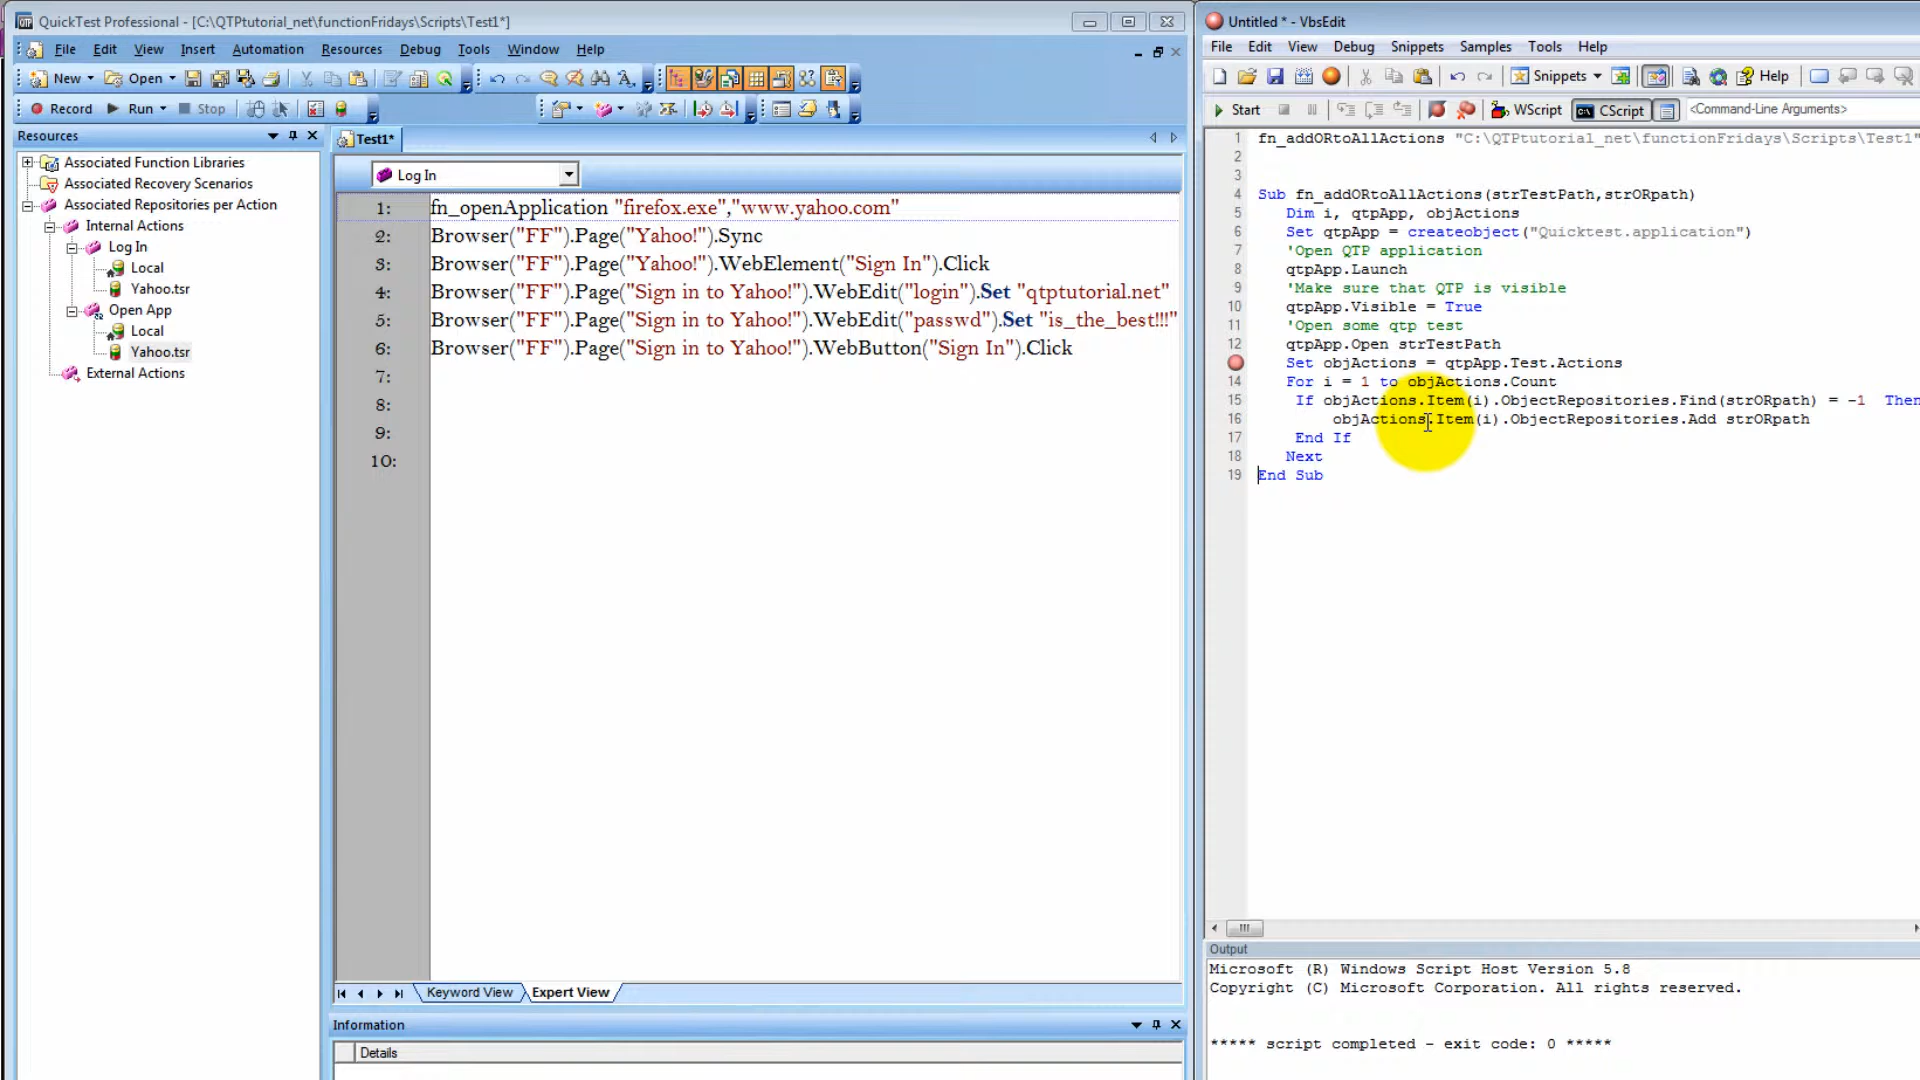 QuickTest Professional - [C:\QTPtutorial_net\functionFridays\Scripts\Test1*]
File Edit View Insert Automation Resources Debug Tools Window Help
New Open
Record Run Stop
Resources
Associated Function Libraries
Associated Recovery Scenarios
Associated Repositories per Action
Internal Actions
Log In
Local
Yahoo.tsr
Open App
Local
Yahoo.tsr
External Actions
Test1*
Log In
1: fn_openApplication "firefox.exe","www.yahoo.com"
2: Browser("FF").Page("Yahoo!").Sync
3: Browser("FF").Page("Yahoo!").WebElement("Sign In").Click
4: Browser("FF").Page("Sign in to Yahoo!").WebEdit("login").Set "qtptutorial.net"
5: Browser("FF").Page("Sign in to Yahoo!").WebEdit("passwd").Set "is_the_best!!!"
6: Browser("FF").Page("Sign in to Yahoo!").WebButton("Sign In").Click
7:
8:
9:
10:
Keyword View Expert View
Information
Details
Untitled * - VbsEdit
File Edit View Debug Snippets Samples Tools Help
Snippets Help
Start WScript CScript <Command-Line Arguments>
1 fn_addORtoAllActions "C:\QTPtutorial_net\functionFridays\Scripts\Test1"
2
3
4 Sub fn_addORtoAllActions(strTestPath,strORpath)
5 Dim i, qtpApp, objActions
6 Set qtpApp = createobject("Quicktest.application")
7 'Open QTP application
8 qtpApp.Launch
9 'Make sure that QTP is visible
10 qtpApp.Visible = True
11 'Open some qtp test
12 qtpApp.Open strTestPath
Set objActions = qtpApp.Test.Actions
14 For i = 1 to objActions.Count
15 If objActions.Item(i).ObjectRepositories.Find(strORpath) = -1 Then
16 objActions.Item(i).ObjectRepositories.Add strORpath
17 End If
18 Next
19 End Sub
Output
Microsoft (R) Windows Script Host Version 5.8
Copyright (C) Microsoft Corporation. All rights reserved.
***** script completed - exit code: 0 *****